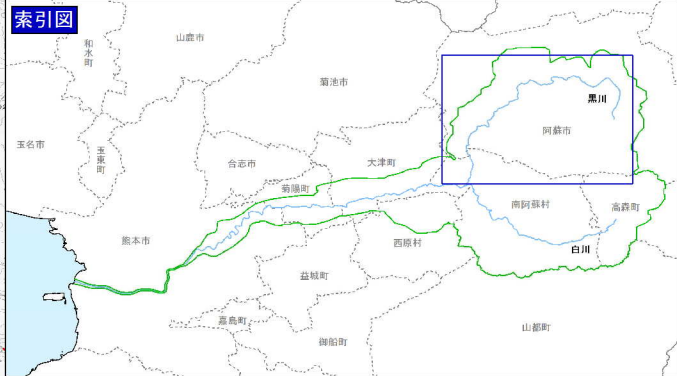 索引図
山鹿市
和水町
菊池市
黒川
阿蘇市
玉名市
玉東町
合志市
大津町
菊陽町
南阿蘇村
高森町
熊本市
西原村
白川
益城町
嘉島町
山都町
御船町